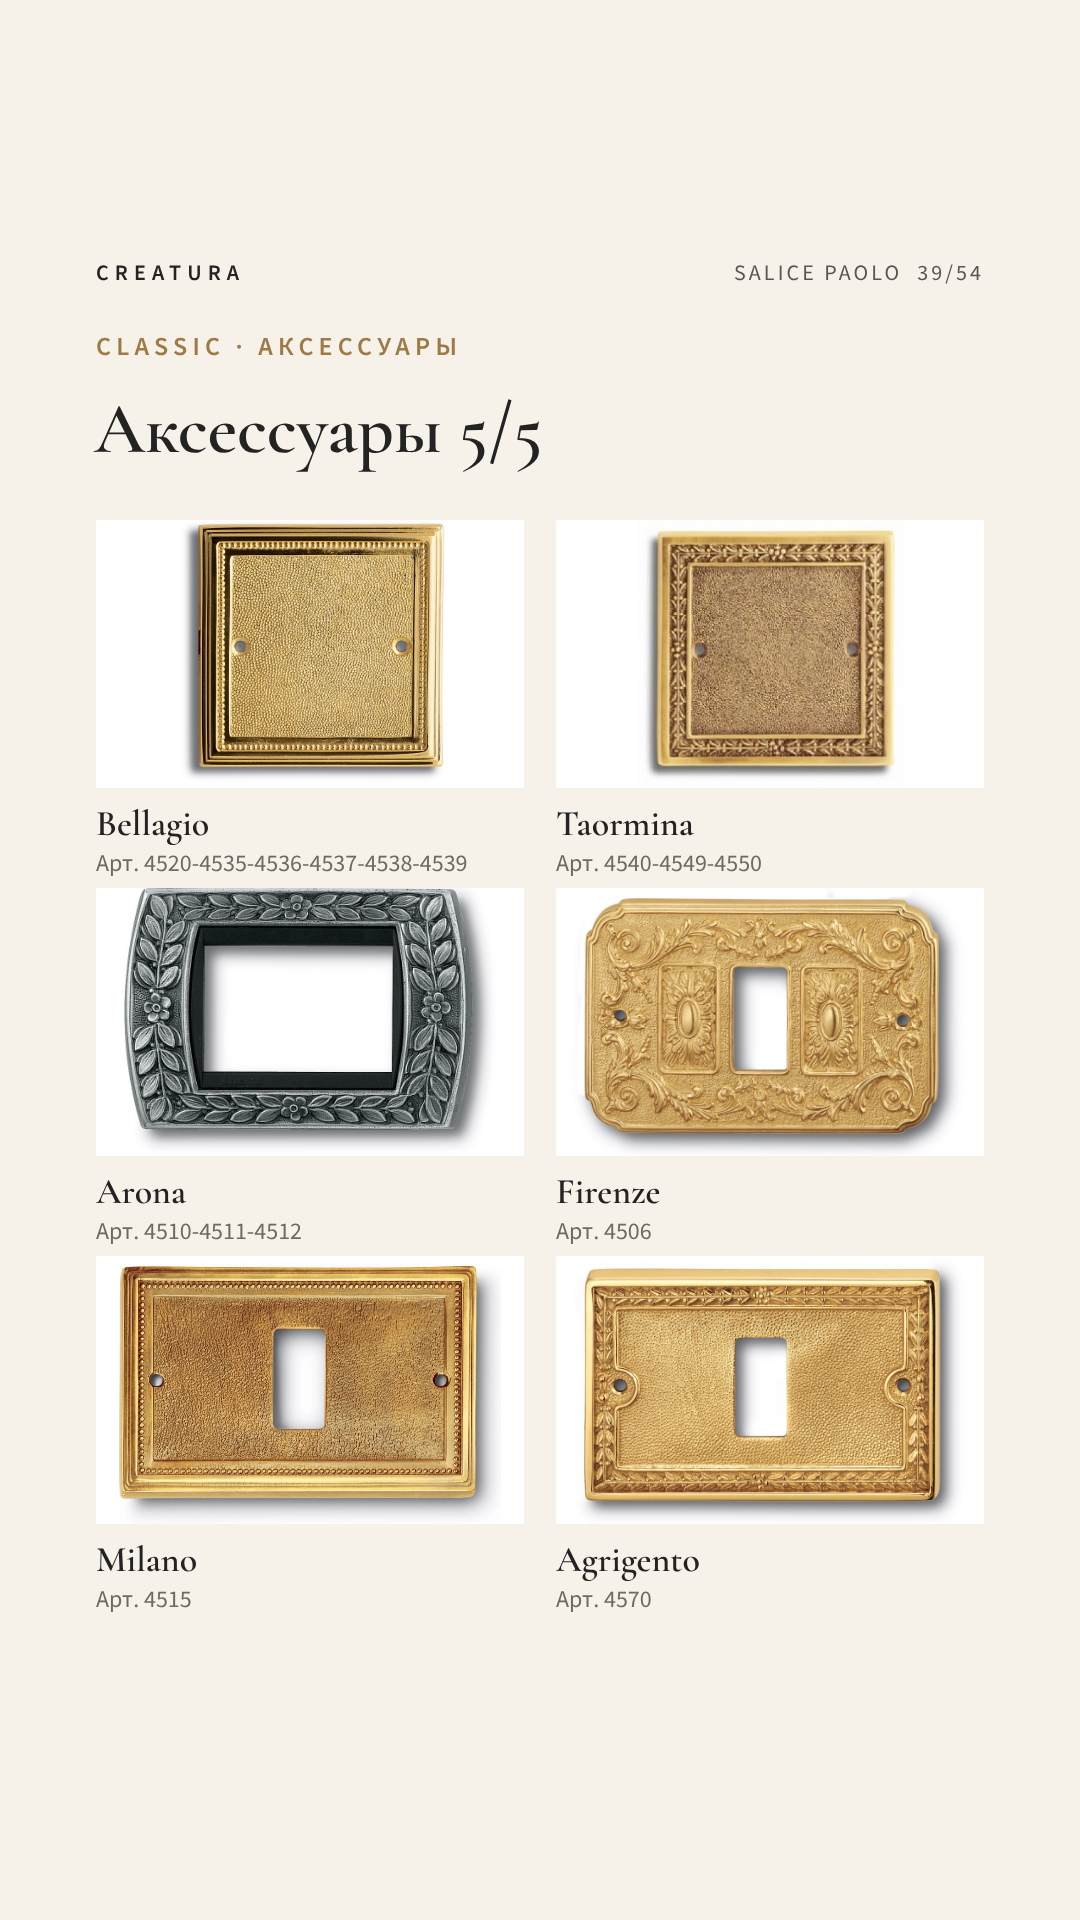 CREATURA
SALICE PAOLO 39/54
CLASSIC · АКСЕССУАРЫ
Аксессуары 5/5
Bellagio
Арт. 4520-4535-4536-4537-4538-4539
Taormina
Арт. 4540-4549-4550
Arona
Арт. 4510-4511-4512
Firenze
Арт. 4506
Milano
Арт. 4515
Agrigento
Арт. 4570